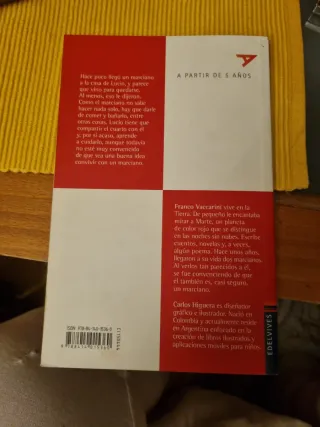 A PARTIR DE 5 AÑOS
Hace poco llegó un marciano
a la casa de Lucio, y parece
que vino para quedarse.
Al menos, eso le dijeron.
Como el marciano no sabe
hacer nada solo, hay que darle
de comer y bañarlo, entre
otras cosas. Lucio tiene que
compartir el cuarto con él
y, por si acaso, aprende
a cuidarlo, aunque todavía
no esté muy convencido
de que sea una buena idea
convivir con un marciano.
Franco Vaccarini vive en la
Tierra. De pequeño le encantaba
mirar a Marte, un planeta
de color rojo que se distingue
en las noches sin nubes. Escribe
cuentos, novelas y, a veces,
algún poema. Hace unos años,
llegaron a su vida dos marcianos.
Al verlos tan parecidos a él,
se fue convenciendo de que
él también es, casi seguro,
un marciano.
Carlos Higuera es diseñador
gráfico e ilustrador. Nació en
Colombia y actualmente reside
en Argentina enfocado en la
creación de libros ilustrados y
aplicaciones móviles para niños.
EDELVIVES